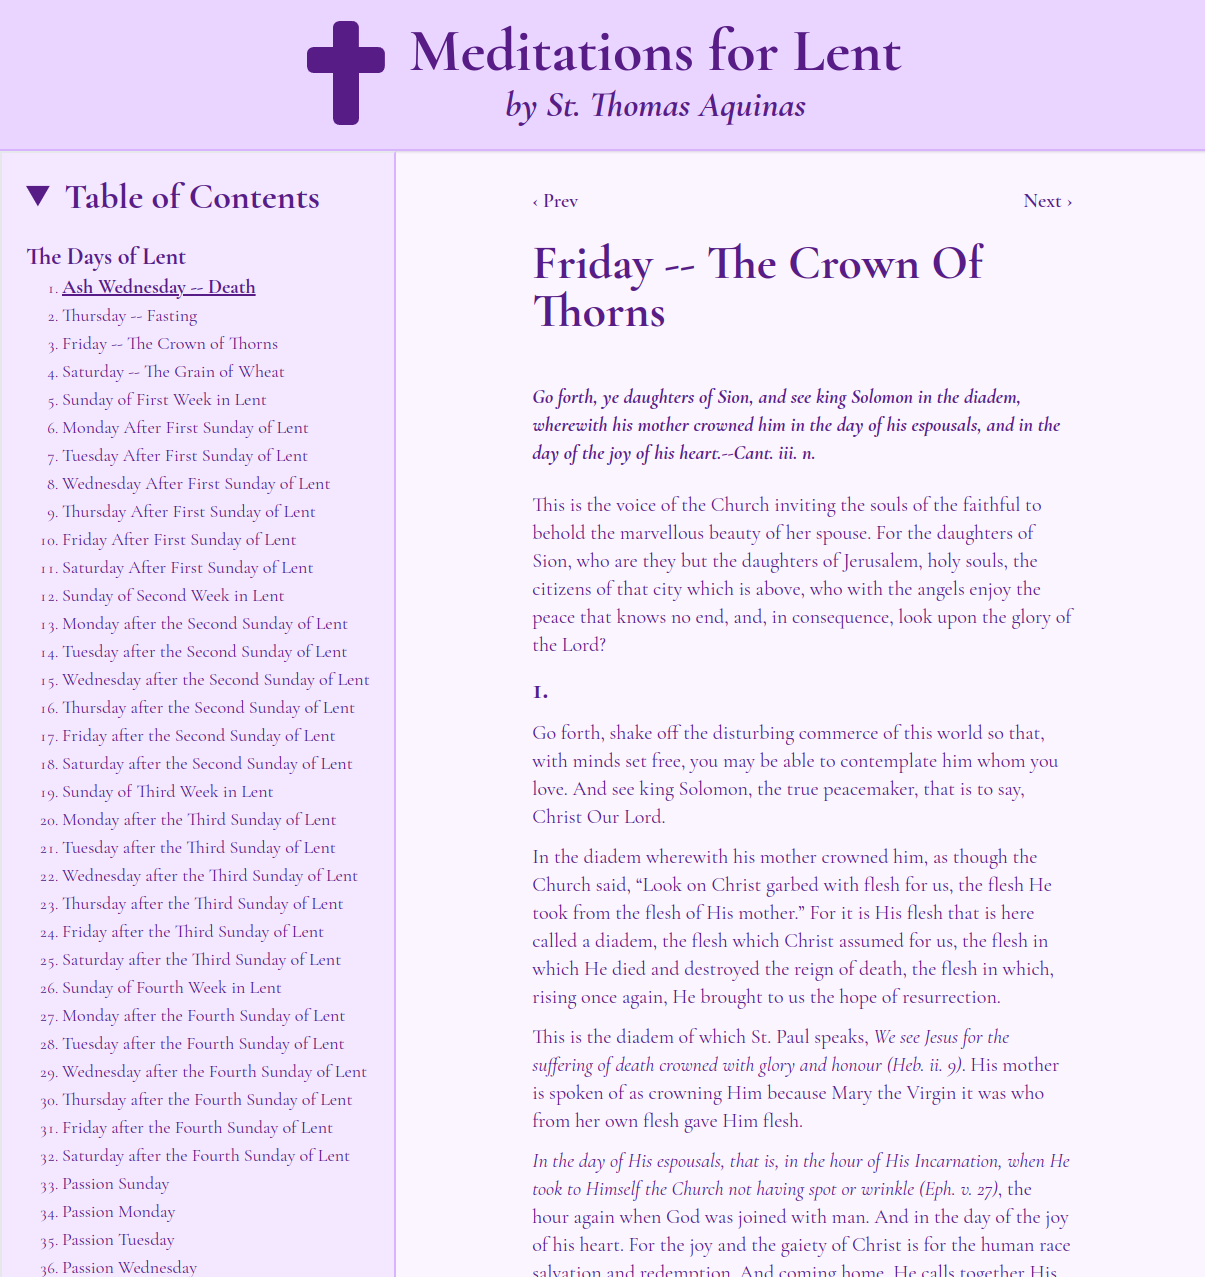 Meditations for Lent
by St. Thomas Aquinas
▼ Table of Contents
The Days of Lent
1. Ash Wednesday -- Death
2. Thursday -- Fasting
3. Friday -- The Crown of Thorns
4. Saturday -- The Grain of Wheat
5. Sunday of First Week in Lent
6. Monday After First Sunday of Lent
7. Tuesday After First Sunday of Lent
8. Wednesday After First Sunday of Lent
9. Thursday After First Sunday of Lent
10. Friday After First Sunday of Lent
11. Saturday After First Sunday of Lent
12. Sunday of Second Week in Lent
13. Monday after the Second Sunday of Lent
14. Tuesday after the Second Sunday of Lent
15. Wednesday after the Second Sunday of Lent
16. Thursday after the Second Sunday of Lent
17. Friday after the Second Sunday of Lent
18. Saturday after the Second Sunday of Lent
19. Sunday of Third Week in Lent
20. Monday after the Third Sunday of Lent
21. Tuesday after the Third Sunday of Lent
22. Wednesday after the Third Sunday of Lent
23. Thursday after the Third Sunday of Lent
24. Friday after the Third Sunday of Lent
25. Saturday after the Third Sunday of Lent
26. Sunday of Fourth Week in Lent
27. Monday after the Fourth Sunday of Lent
28. Tuesday after the Fourth Sunday of Lent
29. Wednesday after the Fourth Sunday of Lent
30. Thursday after the Fourth Sunday of Lent
31. Friday after the Fourth Sunday of Lent
32. Saturday after the Fourth Sunday of Lent
33. Passion Sunday
34. Passion Monday
35. Passion Tuesday
36. Passion Wednesday
‹ Prev
Next ›
Friday -- The Crown Of
Thorns
Go forth, ye daughters of Sion, and see king Solomon in the diadem,
wherewith his mother crowned him in the day of his espousals, and in the
day of the joy of his heart.--Cant. iii. n.
This is the voice of the Church inviting the souls of the faithful to
behold the marvellous beauty of her spouse. For the daughters of
Sion, who are they but the daughters of Jerusalem, holy souls, the
citizens of that city which is above, who with the angels enjoy the
peace that knows no end, and, in consequence, look upon the glory of
the Lord?
1.
Go forth, shake off the disturbing commerce of this world so that,
with minds set free, you may be able to contemplate him whom you
love. And see king Solomon, the true peacemaker, that is to say,
Christ Our Lord.
In the diadem wherewith his mother crowned him, as though the
Church said, “Look on Christ garbed with flesh for us, the flesh He
took from the flesh of His mother.” For it is His flesh that is here
called a diadem, the flesh which Christ assumed for us, the flesh in
which He died and destroyed the reign of death, the flesh in which,
rising once again, He brought to us the hope of resurrection.
This is the diadem of which St. Paul speaks, We see Jesus for the
suffering of death crowned with glory and honour (Heb. ii. 9). His mother
is spoken of as crowning Him because Mary the Virgin it was who
from her own flesh gave Him flesh.
In the day of His espousals, that is, in the hour of His Incarnation, when He
took to Himself the Church not having spot or wrinkle (Eph. v. 27), the
hour again when God was joined with man. And in the day of the joy
of his heart. For the joy and the gaiety of Christ is for the human race
salvation and redemption. And coming home, He calls together His